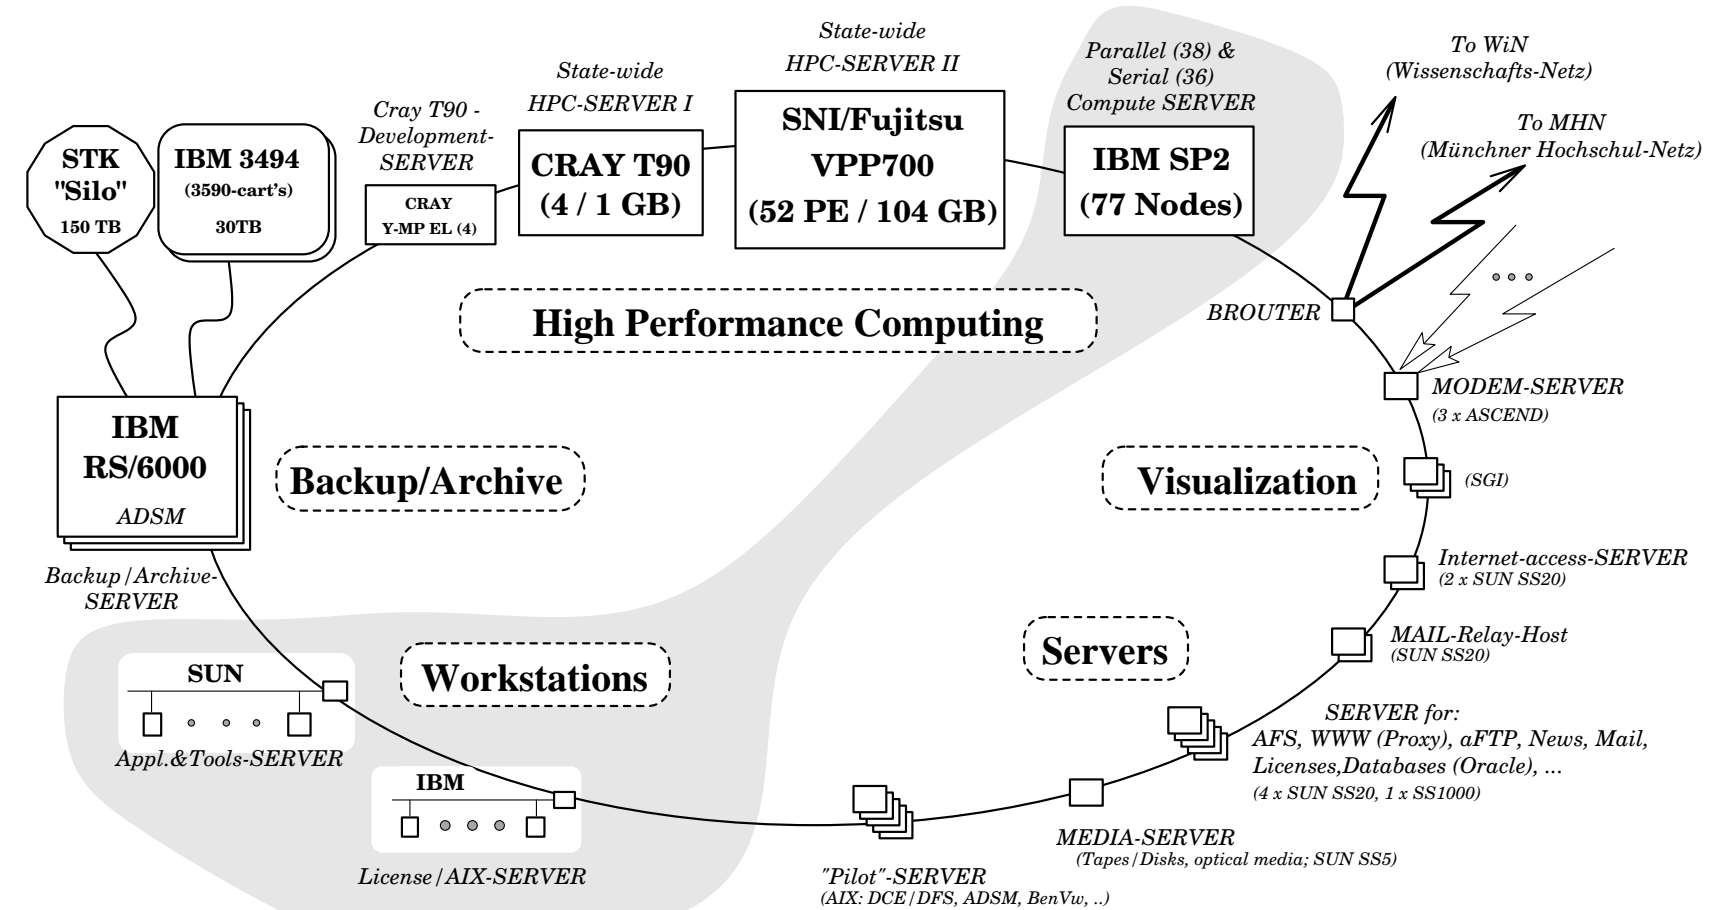 State-wide
HPC-SERVER II
State-wide
HPC-SERVER I
Parallel (38) &
Serial (36)
Compute SERVER
To WiN
(Wissenschafts-Netz)
Cray T90 -
Development-
SERVER
To MHN
(Münchner Hochschul-Netz)
STK
"Silo"
150 TB
IBM 3494
(3590-cart's)
30TB
CRAY
Y-MP EL (4)
CRAY T90
(4 / 1 GB)
SNI/Fujitsu
VPP700
(52 PE / 104 GB)
IBM SP2
(77 Nodes)
High Performance Computing
BROUTER
MODEM-SERVER
(3 x ASCEND)
IBM
RS/6000
ADSM
Backup/Archive-
SERVER
Backup/Archive
Visualization
(SGI)
Internet-access-SERVER
(2 x SUN SS20)
MAIL-Relay-Host
(SUN SS20)
Servers
Workstations
SUN
Appl.&Tools-SERVER
IBM
License/AIX-SERVER
SERVER for:
AFS, WWW (Proxy), aFTP, News, Mail,
Licenses,Databases (Oracle), ...
(4 x SUN SS20, 1 x SS1000)
MEDIA-SERVER
(Tapes/Disks, optical media; SUN SS5)
"Pilot"-SERVER
(AIX: DCE/DFS, ADSM, BenVw, ..)